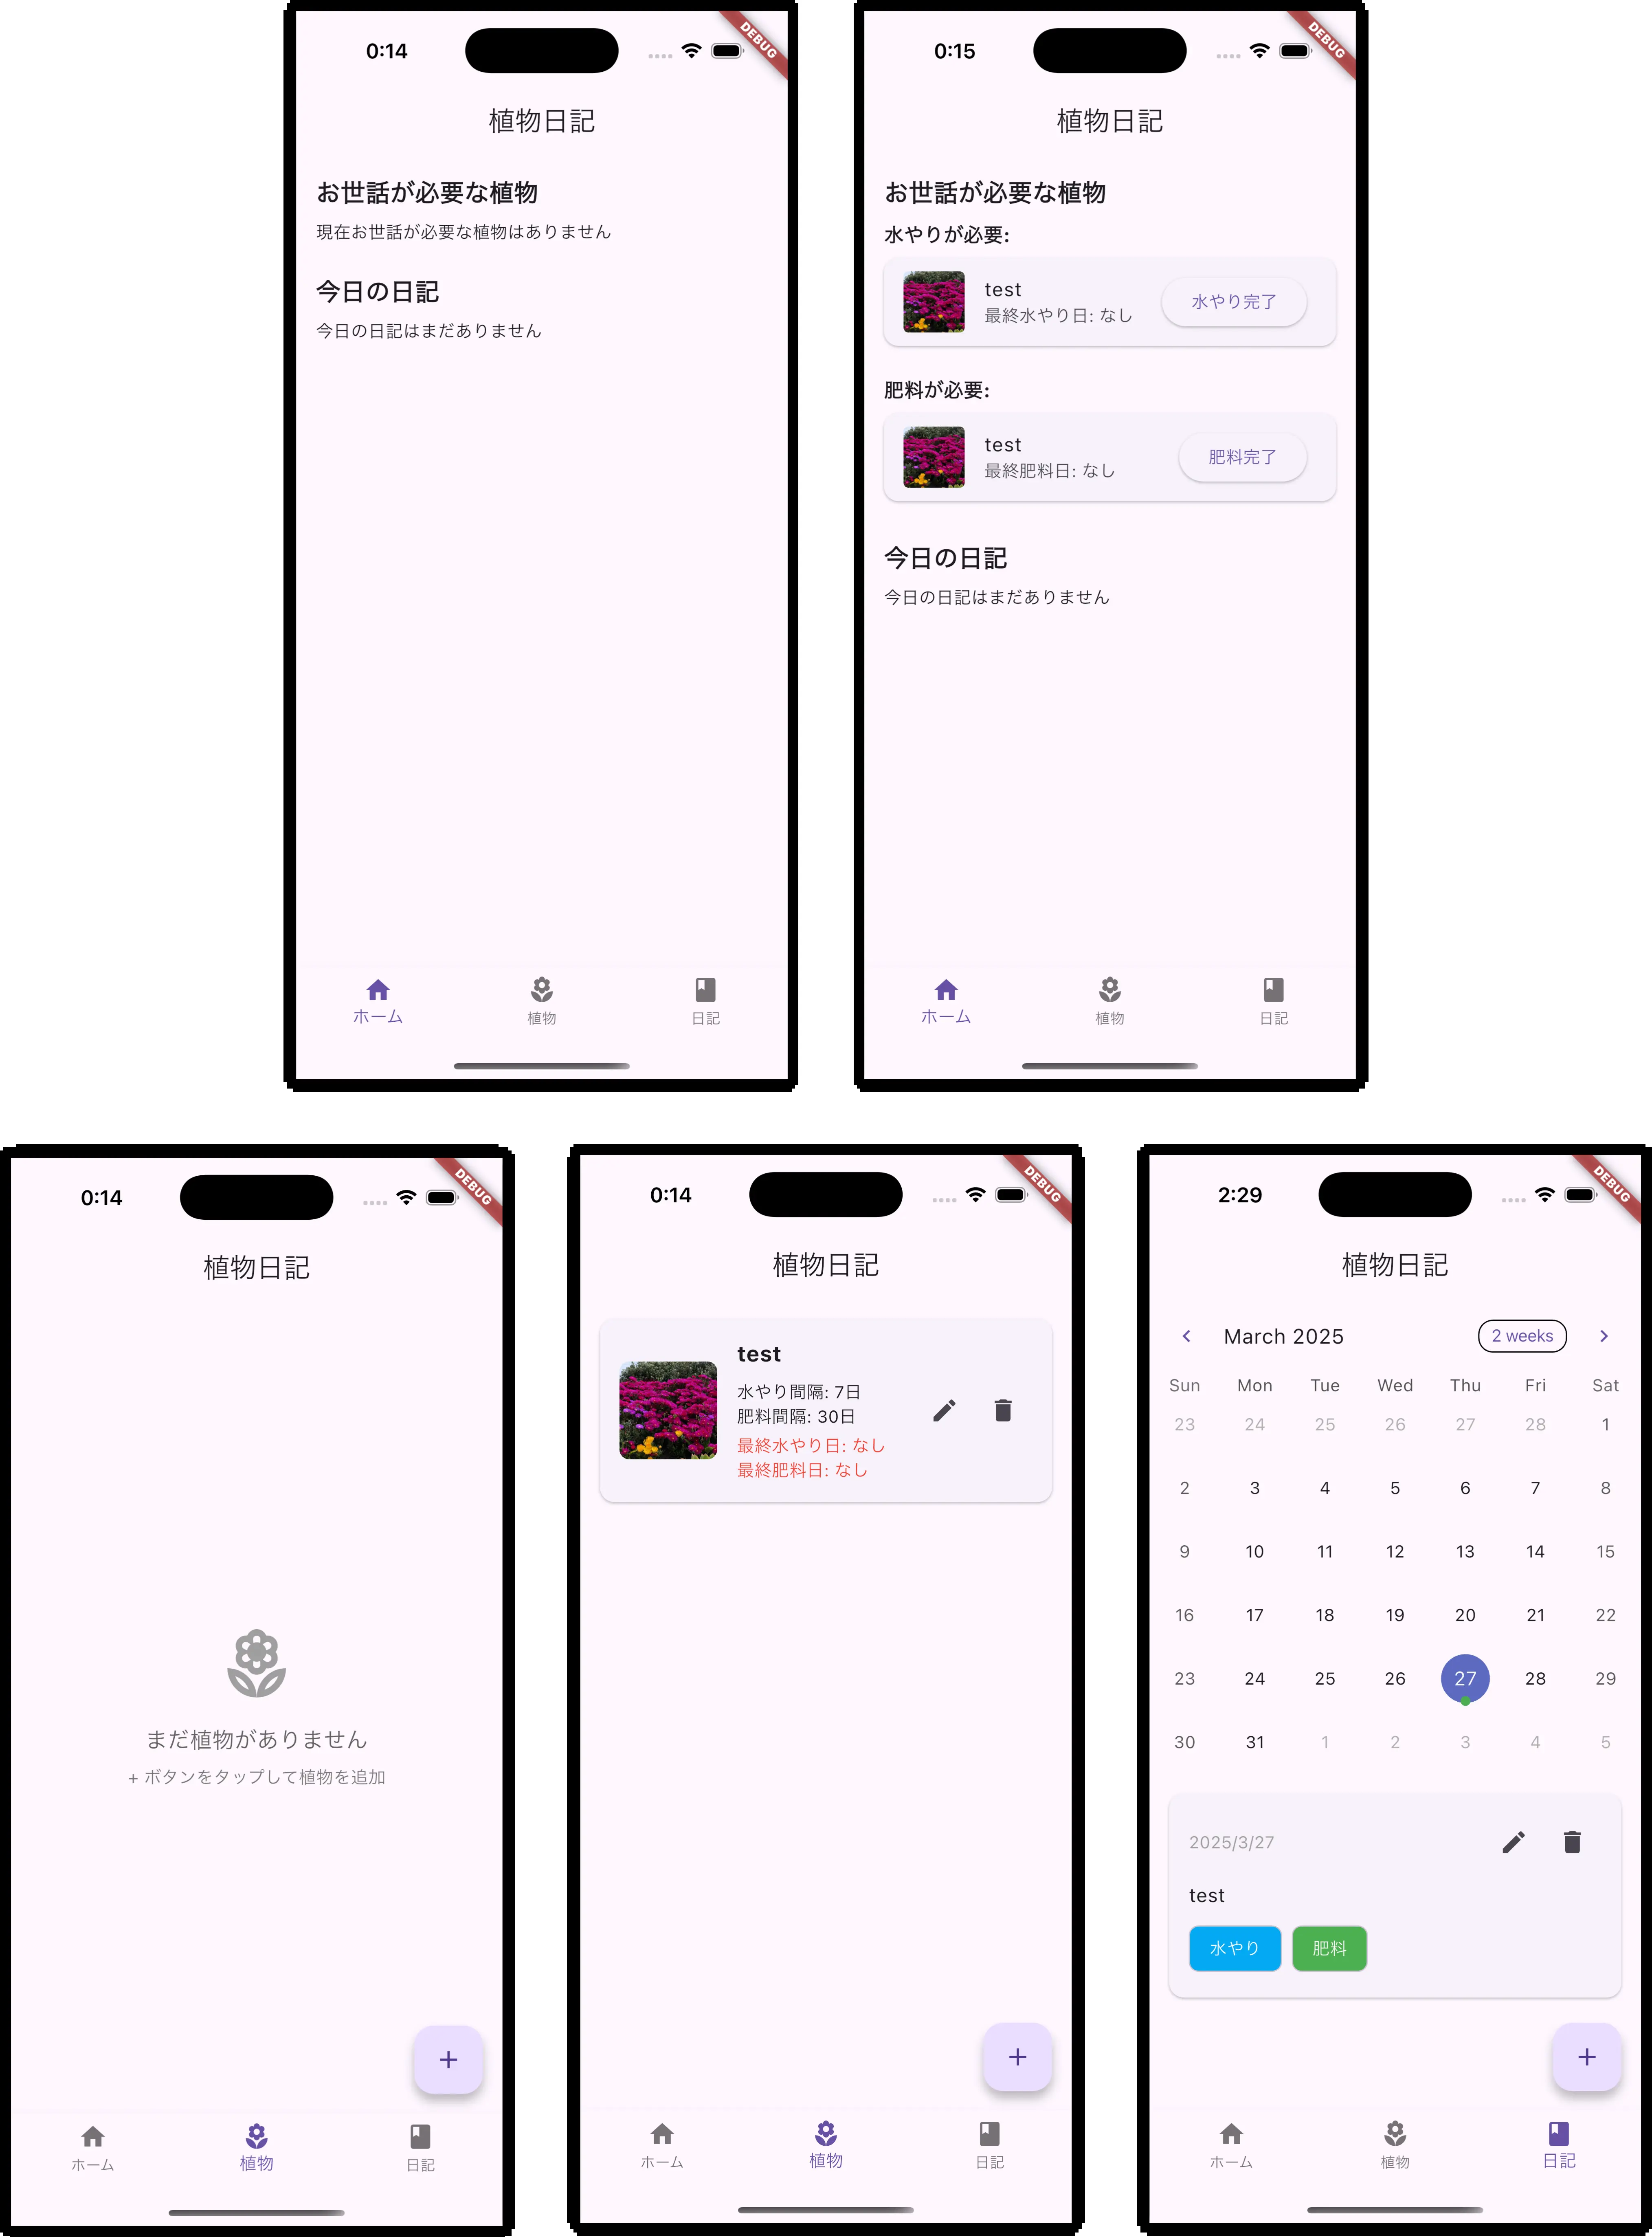 0:14
DEBUG
植物日記
お世話が必要な植物
現在お世話が必要な植物はありません
今日の日記
今日の日記はまだありません
ホーム 植物 日記
0:15
DEBUG
植物日記
お世話が必要な植物
水やりが必要:
test
最終水やり日: なし
水やり完了
肥料が必要:
test
最終肥料日: なし
肥料完了
今日の日記
今日の日記はまだありません
ホーム 植物 日記
0:14
DEBUG
植物日記
まだ植物がありません
+ ボタンをタップして植物を追加
+
ホーム 植物 日記
0:14
DEBUG
植物日記
test
水やり間隔: 7日
肥料間隔: 30日
最終水やり日: なし
最終肥料日: なし
+
ホーム 植物 日記
2:29
DEBUG
植物日記
March 2025 2 weeks
Sun Mon Tue Wed Thu Fri Sat
23 24 25 26 27 28 1
2 3 4 5 6 7 8
9 10 11 12 13 14 15
16 17 18 19 20 21 22
23 24 25 26 27 28 29
30 31 1 2 3 4 5
2025/3/27
test
水やり 肥料
+
ホーム 植物 日記